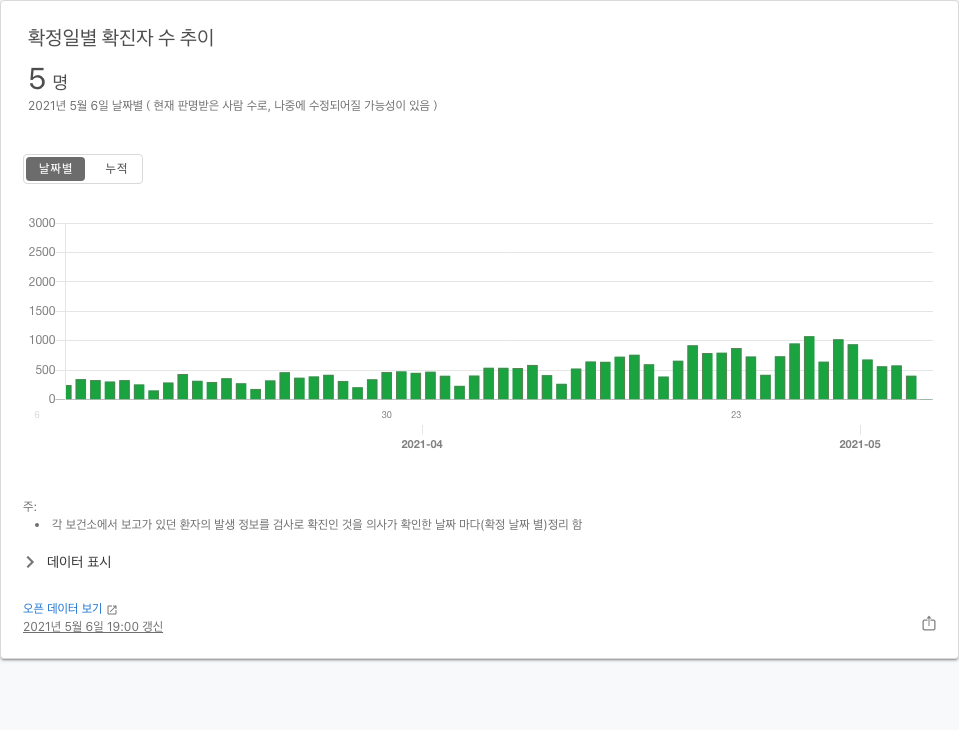 확정일별 확진자 수 추이
5 명
2021년 5월 6일 날짜별 ( 현재 판명받은 사람 수로, 나중에 수정되어질 가능성이 있음 )
날짜별 누적
3000
2500
2000
1500
1000
500
0
8 30 23
2021-04 2021-05
주:
• 각 보건소에서 보고가 있던 환자의 발생 정보를 검사로 확진인 것을 의사가 확인한 날짜 마다(확정 날짜 별)정리 함
데이터 표시
오픈 데이터 보기
2021년 5월 6일 19:00 갱신